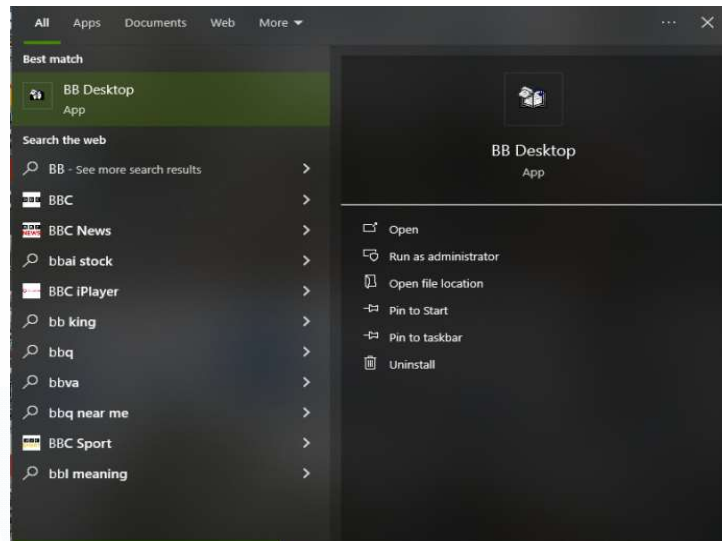 All Apps Documents Web More
Best match
BB Desktop
App
Search the web
BB - See more search results
BBC
BBC News
bbai stock
BBC iPlayer
bb king
bbq
bbva
bbq near me
BBC Sport
bbl meaning
BB Desktop
App
Open
Run as administrator
Open file location
Pin to Start
Pin to taskbar
Uninstall